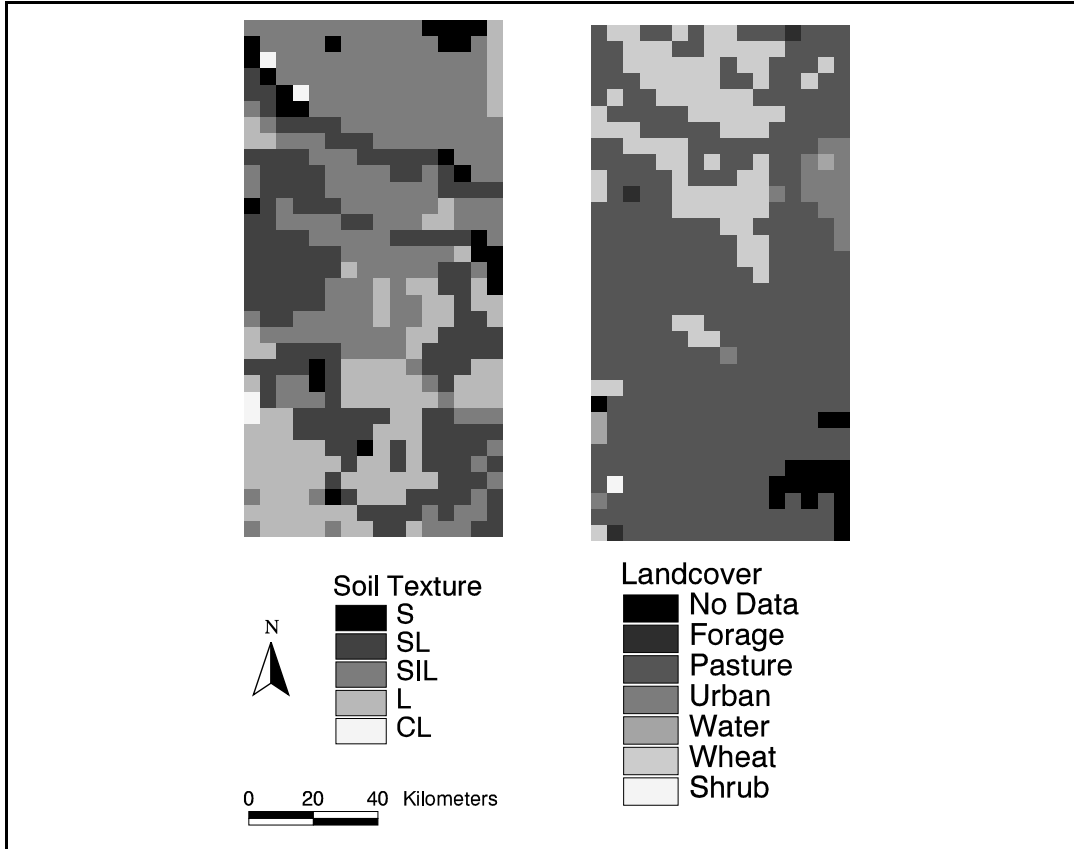 Soil Texture
S
SL
SIL
L
CL
N
0 20 40 Kilometers
Landcover
No Data
Forage
Pasture
Urban
Water
Wheat
Shrub